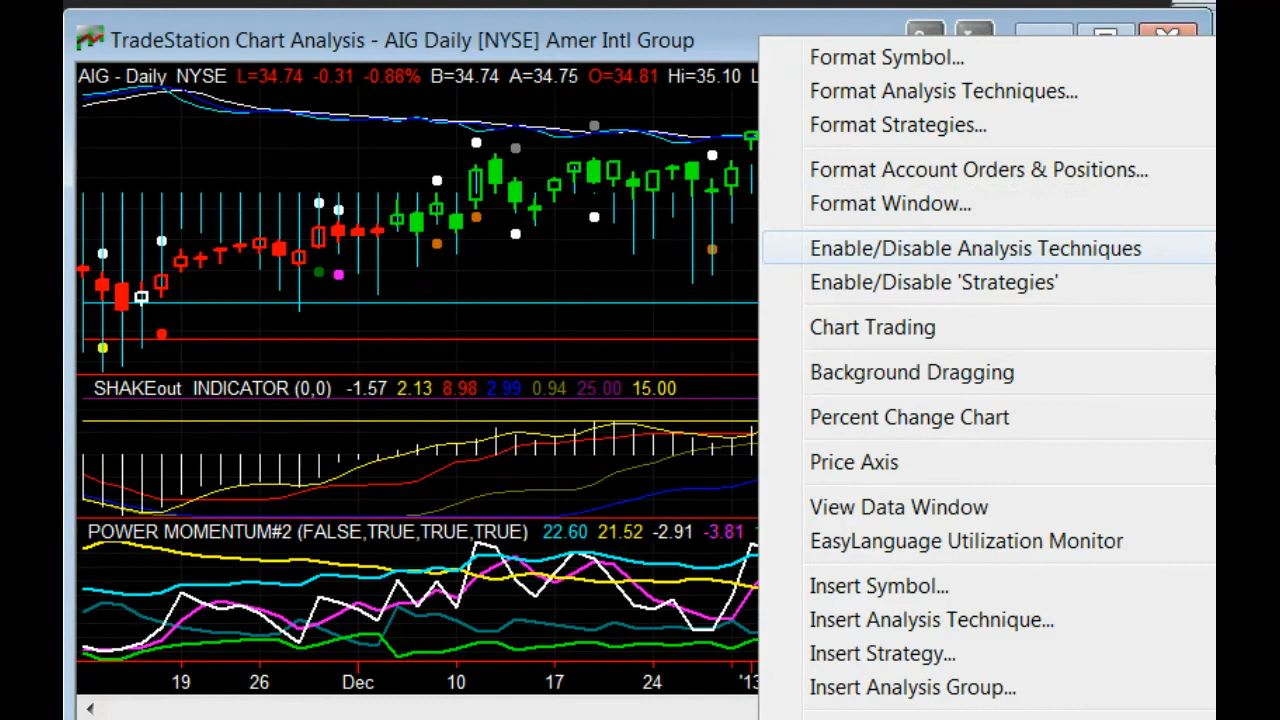 TradeStation Chart Analysis - AIG Daily [NYSE] Amer Intl Group
AIG - Daily NYSE L=34.74 -0.31 -0.88% B=34.74 A=34.75 O=34.81 Hi=35.10 L
SHAKEout INDICATOR (0,0) -1.57 2.13 8.98 2.99 0.94 25.00 15.00
POWER MOMENTUM#2 (FALSE,TRUE,TRUE,TRUE) 22.60 21.52 -2.91 -3.81
19 26 Dec 10 17 24 '13
Format Symbol...
Format Analysis Techniques...
Format Strategies...
Format Account Orders & Positions...
Format Window...
Enable/Disable Analysis Techniques
Enable/Disable 'Strategies'
Chart Trading
Background Dragging
Percent Change Chart
Price Axis
View Data Window
EasyLanguage Utilization Monitor
Insert Symbol...
Insert Analysis Technique...
Insert Strategy...
Insert Analysis Group...